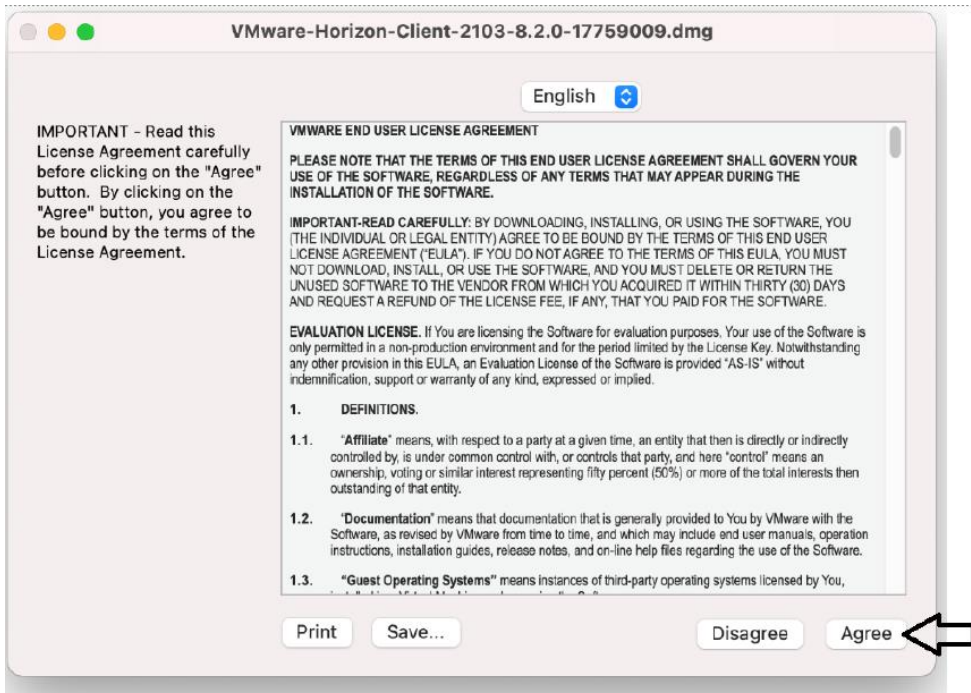 VMware-Horizon-Client-2103-8.2.0-17759009.dmg
English
IMPORTANT - Read this
License Agreement carefully
before clicking on the "Agree"
button. By clicking on the
"Agree" button, you agree to
be bound by the terms of the
License Agreement.
VMWARE END USER LICENSE AGREEMENT
PLEASE NOTE THAT THE TERMS OF THIS END USER LICENSE AGREEMENT SHALL GOVERN YOUR
USE OF THE SOFTWARE, REGARDLESS OF ANY TERMS THAT MAY APPEAR DURING THE
INSTALLATION OF THE SOFTWARE.
IMPORTANT-READ CAREFULLY: BY DOWNLOADING, INSTALLING, OR USING THE SOFTWARE, YOU
(THE INDIVIDUAL OR LEGAL ENTITY) AGREE TO BE BOUND BY THE TERMS OF THIS END USER
LICENSE AGREEMENT ("EULA"). IF YOU DO NOT AGREE TO THE TERMS OF THIS EULA, YOU MUST
NOT DOWNLOAD, INSTALL, OR USE THE SOFTWARE, AND YOU MUST DELETE OR RETURN THE
UNUSED SOFTWARE TO THE VENDOR FROM WHICH YOU ACQUIRED IT WITHIN THIRTY (30) DAYS
AND REQUEST A REFUND OF THE LICENSE FEE, IF ANY, THAT YOU PAID FOR THE SOFTWARE.
EVALUATION LICENSE. If You are licensing the Software for evaluation purposes, Your use of the Software is
only permitted in a non-production environment and for the period limited by the License Key. Notwithstanding
any other provision in this EULA, an Evaluation License of the Software is provided "AS-IS" without
indemnification, support or warranty of any kind, expressed or implied.
1. DEFINITIONS.
1.1. "Affiliate" means, with respect to a party at a given time, an entity that then is directly or indirectly
controlled by, is under common control with, or controls that party, and here "control" means an
ownership, voting or similar interest representing fifty percent (50%) or more of the total interests then
outstanding of that entity.
1.2. "Documentation" means that documentation that is generally provided to You by VMware with the
Software, as revised by VMware from time to time, and which may include end user manuals, operation
instructions, installation guides, release notes, and on-line help files regarding the use of the Software.
1.3. "Guest Operating Systems" means instances of third-party operating systems licensed by You,
Print Save... Disagree Agree